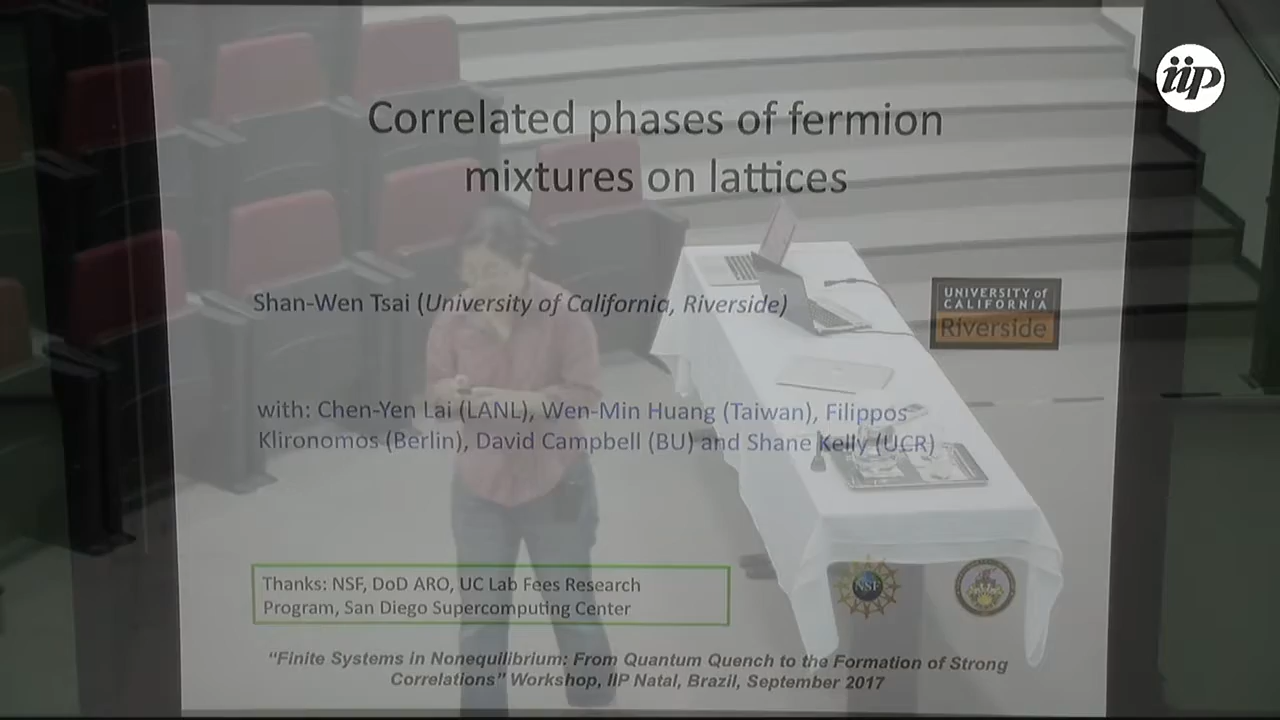 iip
Correlated phases of fermion
mixtures on lattices
Shan-Wen Tsai (University of California, Riverside)
UNIVERSITY of
CALIFORNIA
Riverside
with: Chen-Yen Lai (LANL), Wen-Min Huang (Taiwan), Filippos
Klironomos (Berlin), David Campbell (BU) and Shane Kelly (UCR)
Thanks: NSF, DoD ARO, UC Lab Fees Research
Program, San Diego Supercomputing Center
NSF
"Finite Systems in Nonequilibrium: From Quantum Quench to the Formation of Strong
Correlations" Workshop, IIP Natal, Brazil, September 2017